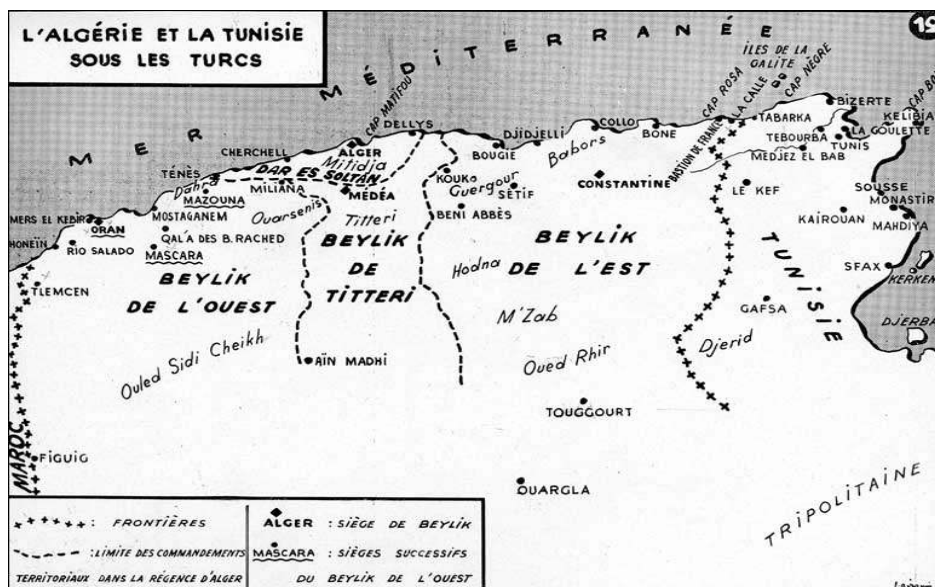 L'ALGÉRIE ET LA TUNISIE
SOUS LES TURCS
19
MER MÉDITERRANÉE
ÎLES DE LA
GALITE
CAP MATIFOU
CAP ROSA
LA CALLE
CAP NÈGRE
BASTION DE FRANCE
BIZERTE
KELIBIA
TABARKA
LA GOULETTE
TEBOURBA
TUNIS
MEDJEZ EL BAB
DELLYS
DJIDJELLI
COLLO
BÔNE
BOUGIE
Babors
CHERCHELL
ALGER
Mitidja
DAR ES SOLTÁN
TÉNÈS
Dahra
MILIANA
MÉDÉA
KOUKO
Guergour
SÉTIF
CONSTANTINE
LE KEF
SOUSSE
MONASTIR
MAHDIYA
KAIROUAN
MAZOUNA
MOSTAGANEM
Ouarsenis
Titteri
BENI ABBÈS
MERS EL KEBIR
ORAN
HONEÏN
RIO SALADO
QAL'A DES B. RACHED
MASCARA
BEYLIK
DE L'OUEST
BEYLIK
DE
TITTERI
BEYLIK
DE L'EST
Hodna
TUNISIE
SFAX
KERKEN
TLEMCEN
M'Zab
GAFSA
DJERBA
Ouled Sidi Cheikh
AÏN MADHI
Oued Rhir
Djerid
TOUGGOURT
MAROC
FIGUIG
OUARGLA
TRIPOLITAINE
: FRONTIÈRES
: LIMITE DES COMMANDEMENTS
TERRITORIAUX DANS LA RÉGENCE D'ALGER
ALGER : SIÈGE DE BEYLIK
MASCARA : SIÈGES SUCCESSIFS
DU BEYLIK DE L'OUEST